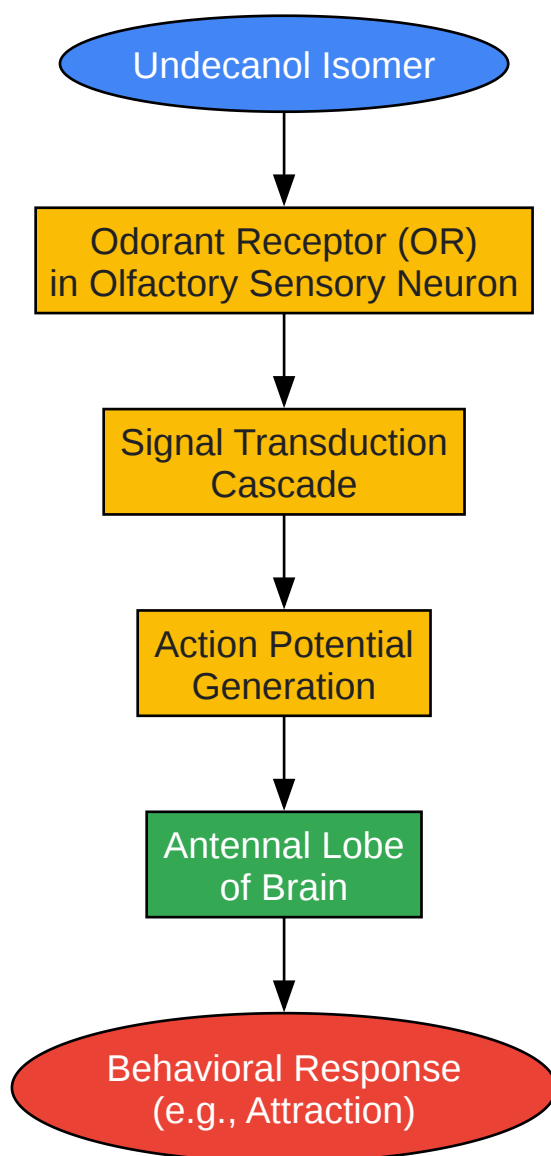 Undecanol Isomer
Odorant Receptor (OR)
in Olfactory Sensory Neuron
Signal Transduction
Cascade
Action Potential
Generation
Antennal Lobe
of Brain
Behavioral Response
(e.g., Attraction)